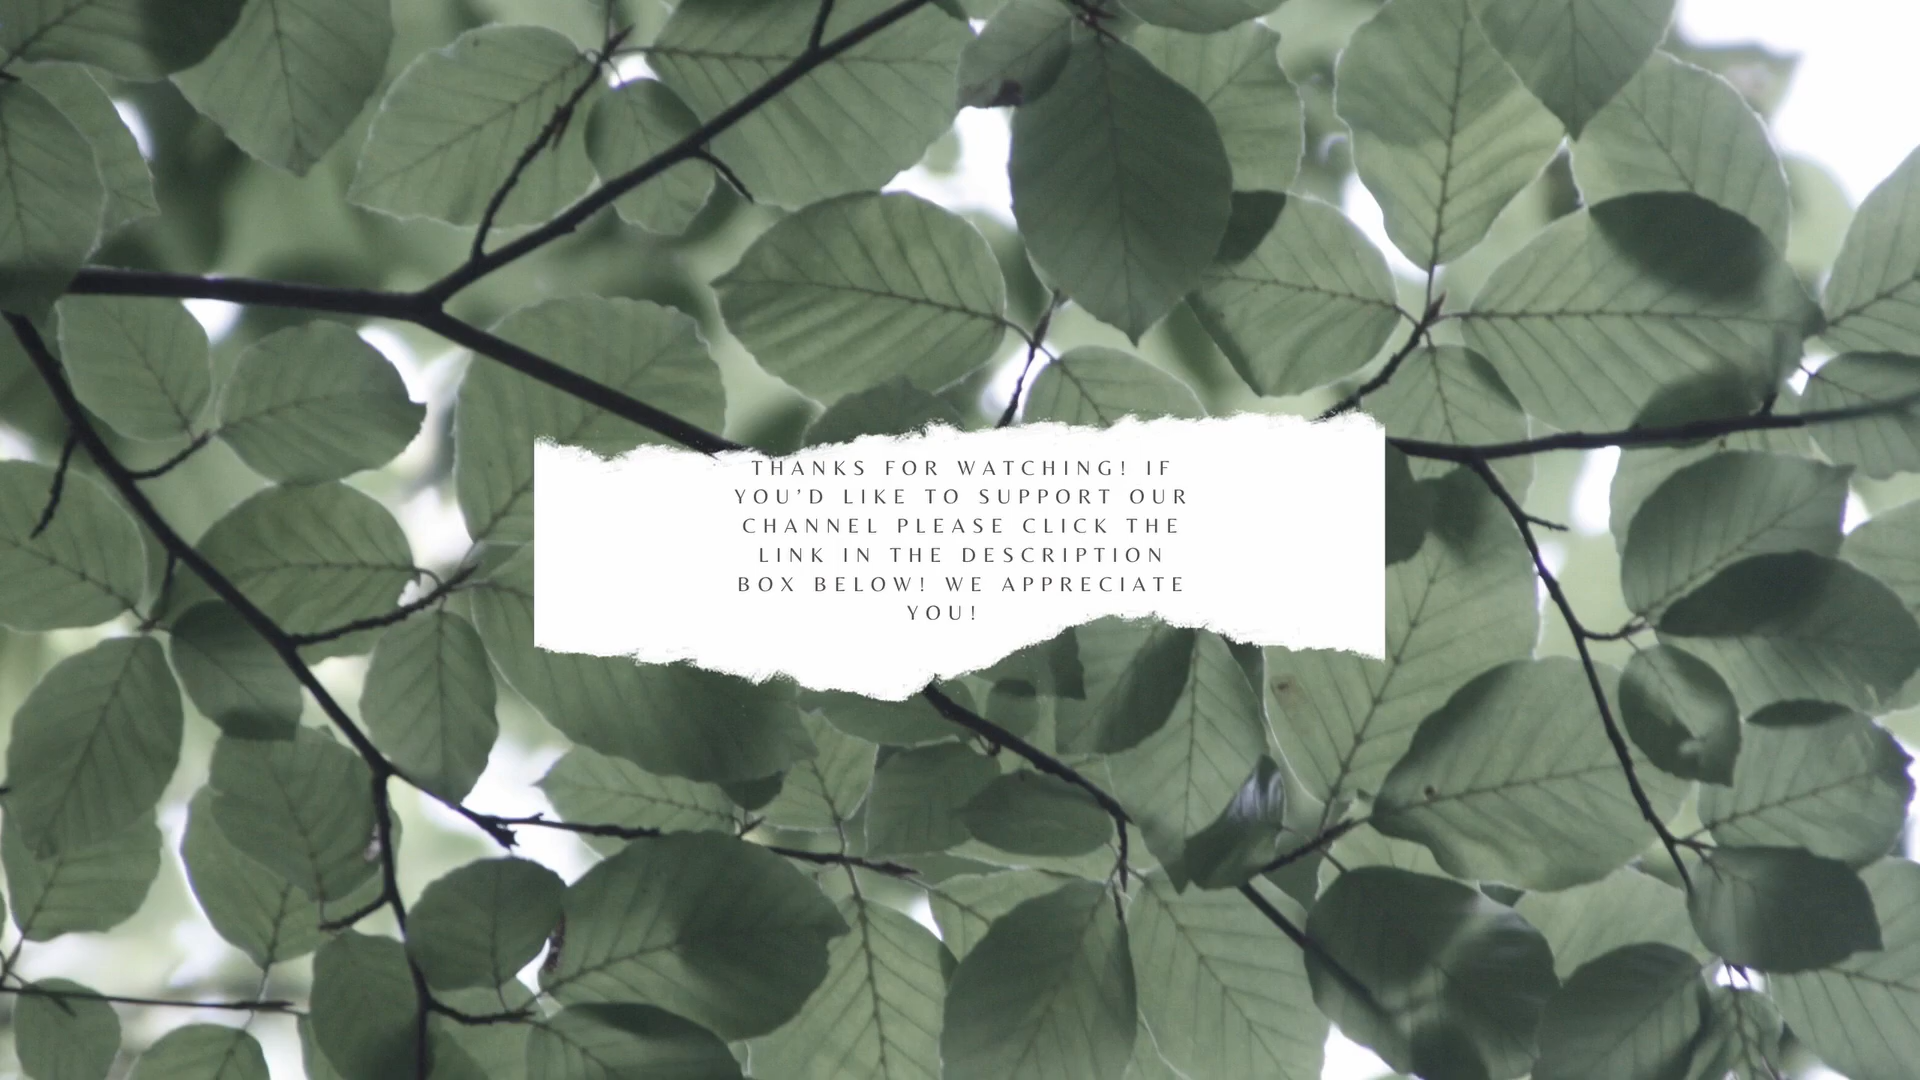 THANKS FOR WATCHING! IF
YOU’D LIKE TO SUPPORT OUR
CHANNEL PLEASE CLICK THE
LINK IN THE DESCRIPTION
BOX BELOW! WE APPRECIATE
YOU!